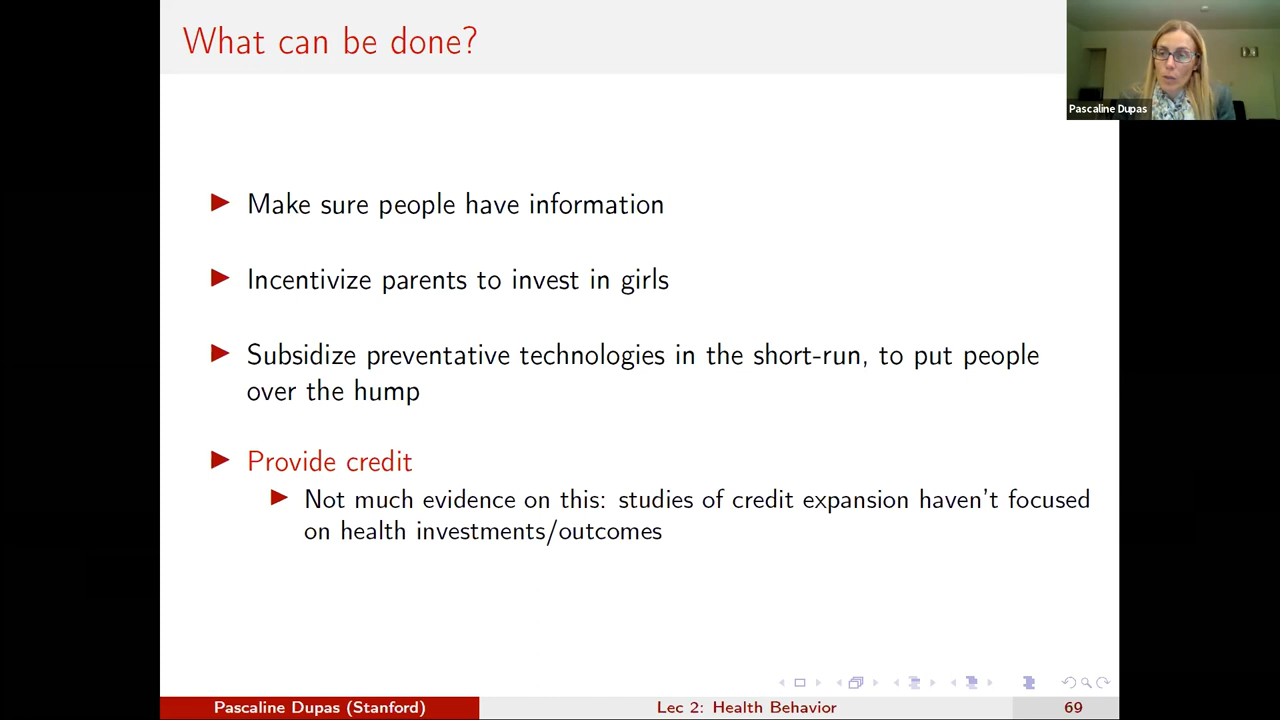 What can be done?
Pascaline Dupas
Make sure people have information
Incentivize parents to invest in girls
Subsidize preventative technologies in the short-run, to put people
over the hump
Provide credit
Not much evidence on this: studies of credit expansion haven't focused
on health investments/outcomes
Pascaline Dupas (Stanford)
Lec 2: Health Behavior
69